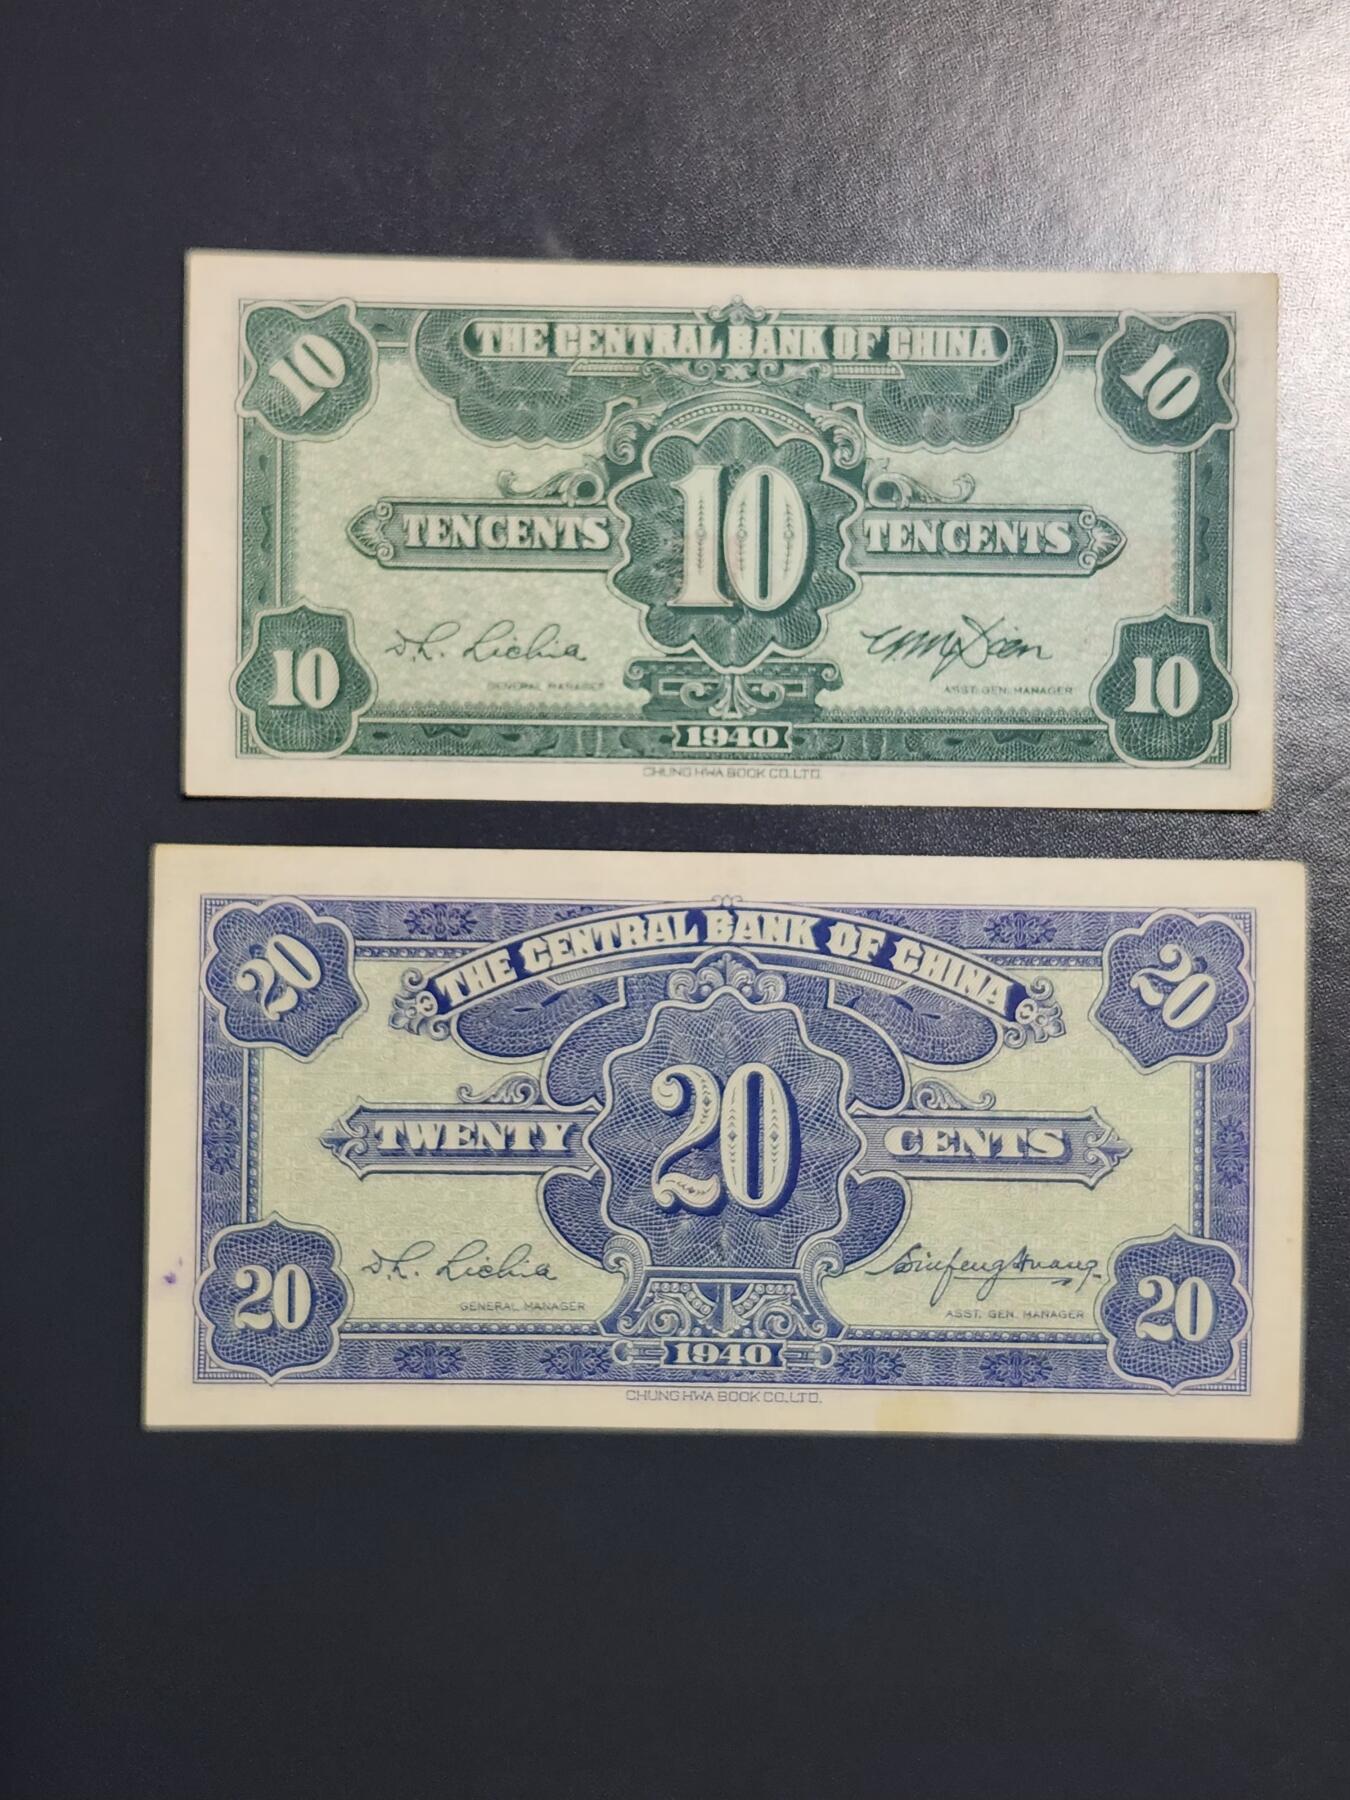 10 THE CENTRAL BANK OF CHINA 10
TEN CENTS 10 TEN CENTS
D.L. Lichia
GENERAL MANAGER ASST. GEN. MANAGER
10 1940 10
CHUNG HWA BOOK CO. LTD.
20 THE CENTRAL BANK OF CHINA 20
TWENTY 20 CENTS
D.L. Lichia Sinfeng Huang
GENERAL MANAGER ASST. GEN. MANAGER
20 1940 20
CHUNG HWA BOOK CO. LTD.